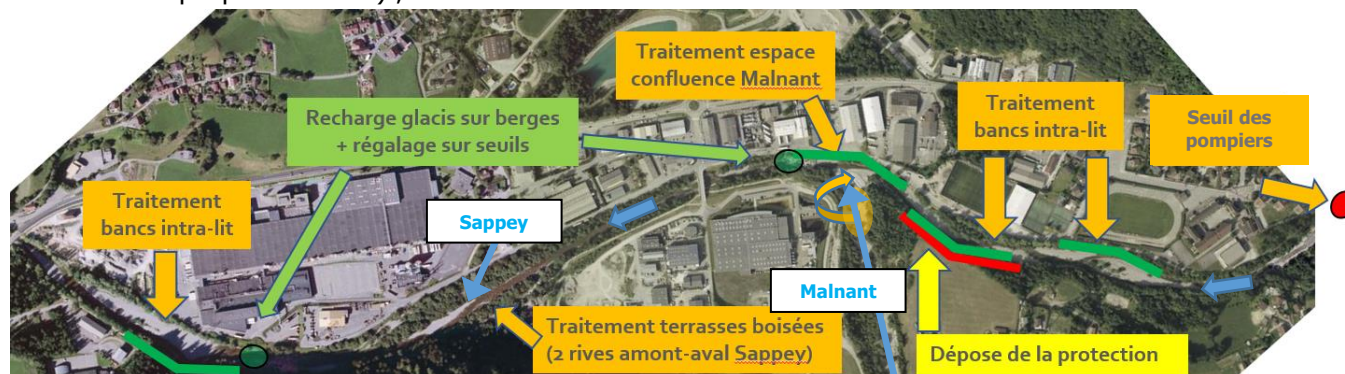 Traitement espace
confluence Malnant
Recharge glacis sur berges
+ régalage sur seuils
Traitement
bancs intra-lit
Seuil des
pompiers
Traitement
bancs intra-lit
Sappey
Malnant
Traitement terrasses boisées
(2 rives amont-aval Sappey)
Dépose de la protection